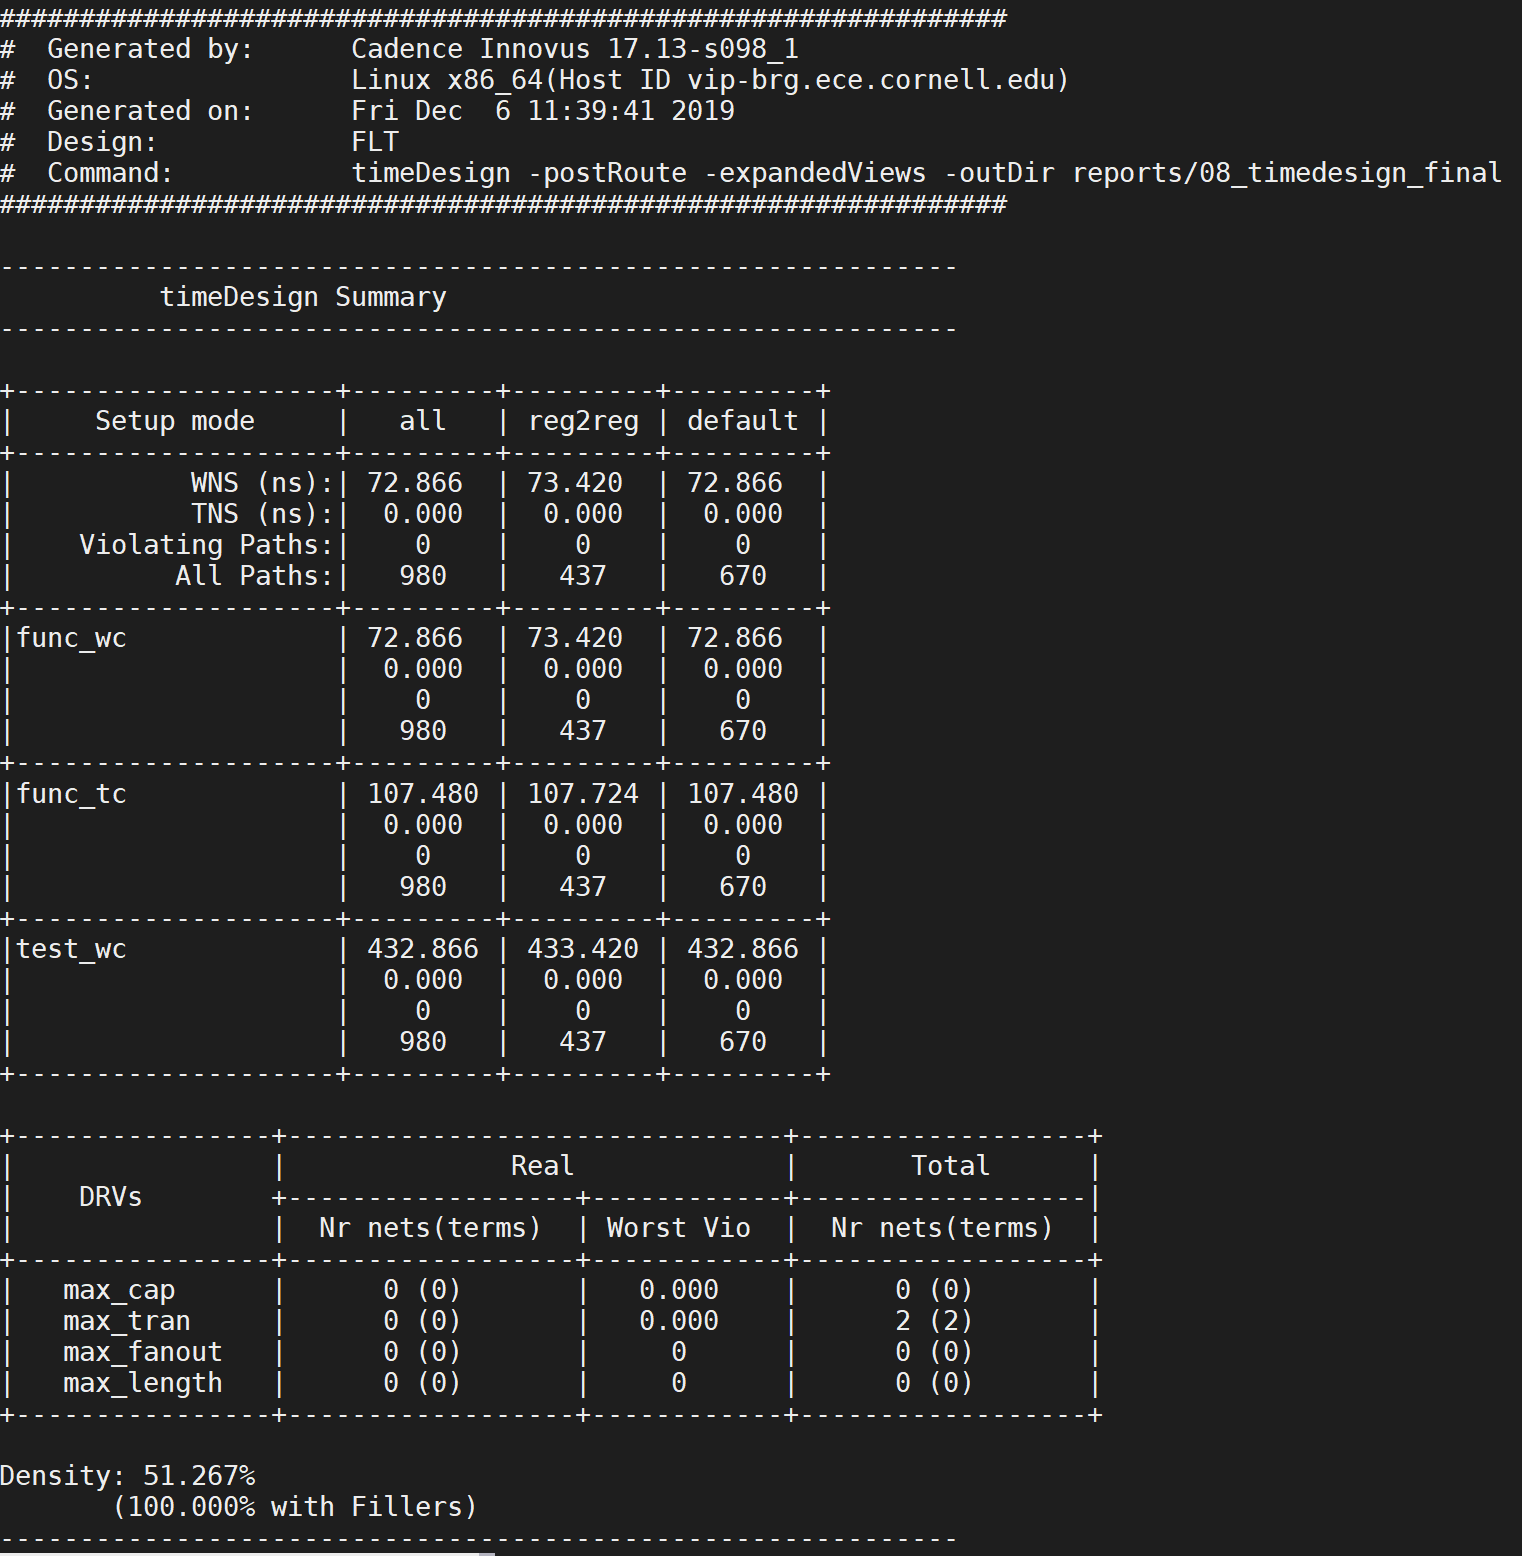 ###############################################################
#  Generated by:      Cadence Innovus 17.13-s098_1
#  OS:                Linux x86_64(Host ID vip-brg.ece.cornell.edu)
#  Generated on:      Fri Dec  6 11:39:41 2019
#  Design:            FLT
#  Command:           timeDesign -postRoute -expandedViews -outDir reports/08_timedesign_final
###############################################################

------------------------------------------------------------
          timeDesign Summary
------------------------------------------------------------

+--------------------+---------+---------+---------+
|     Setup mode     |   all   | reg2reg | default |
+--------------------+---------+---------+---------+
|           WNS (ns):| 72.866  | 73.420  | 72.866  |
|           TNS (ns):|  0.000  |  0.000  |  0.000  |
|    Violating Paths:|    0    |    0    |    0    |
|          All Paths:|   980   |   437   |   670   |
+--------------------+---------+---------+---------+
|func_wc             | 72.866  | 73.420  | 72.866  |
|                    |  0.000  |  0.000  |  0.000  |
|                    |    0    |    0    |    0    |
|                    |   980   |   437   |   670   |
+--------------------+---------+---------+---------+
|func_tc             | 107.480 | 107.724 | 107.480 |
|                    |  0.000  |  0.000  |  0.000  |
|                    |    0    |    0    |    0    |
|                    |   980   |   437   |   670   |
+--------------------+---------+---------+---------+
|test_wc             | 432.866 | 433.420 | 432.866 |
|                    |  0.000  |  0.000  |  0.000  |
|                    |    0    |    0    |    0    |
|                    |   980   |   437   |   670   |
+--------------------+---------+---------+---------+

+----------------+-------------------------------+------------------+
|                |              Real             |       Total      |
|    DRVs        +------------------+------------+------------------|
|                |  Nr nets(terms)  | Worst Vio  |  Nr nets(terms)  |
+----------------+------------------+------------+------------------+
|   max_cap      |      0 (0)       |   0.000    |      0 (0)       |
|   max_tran     |      0 (0)       |   0.000    |      2 (2)       |
|   max_fanout   |      0 (0)       |     0      |      0 (0)       |
|   max_length   |      0 (0)       |     0      |      0 (0)       |
+----------------+------------------+------------+------------------+

Density: 51.267%
       (100.000% with Fillers)
------------------------------------------------------------